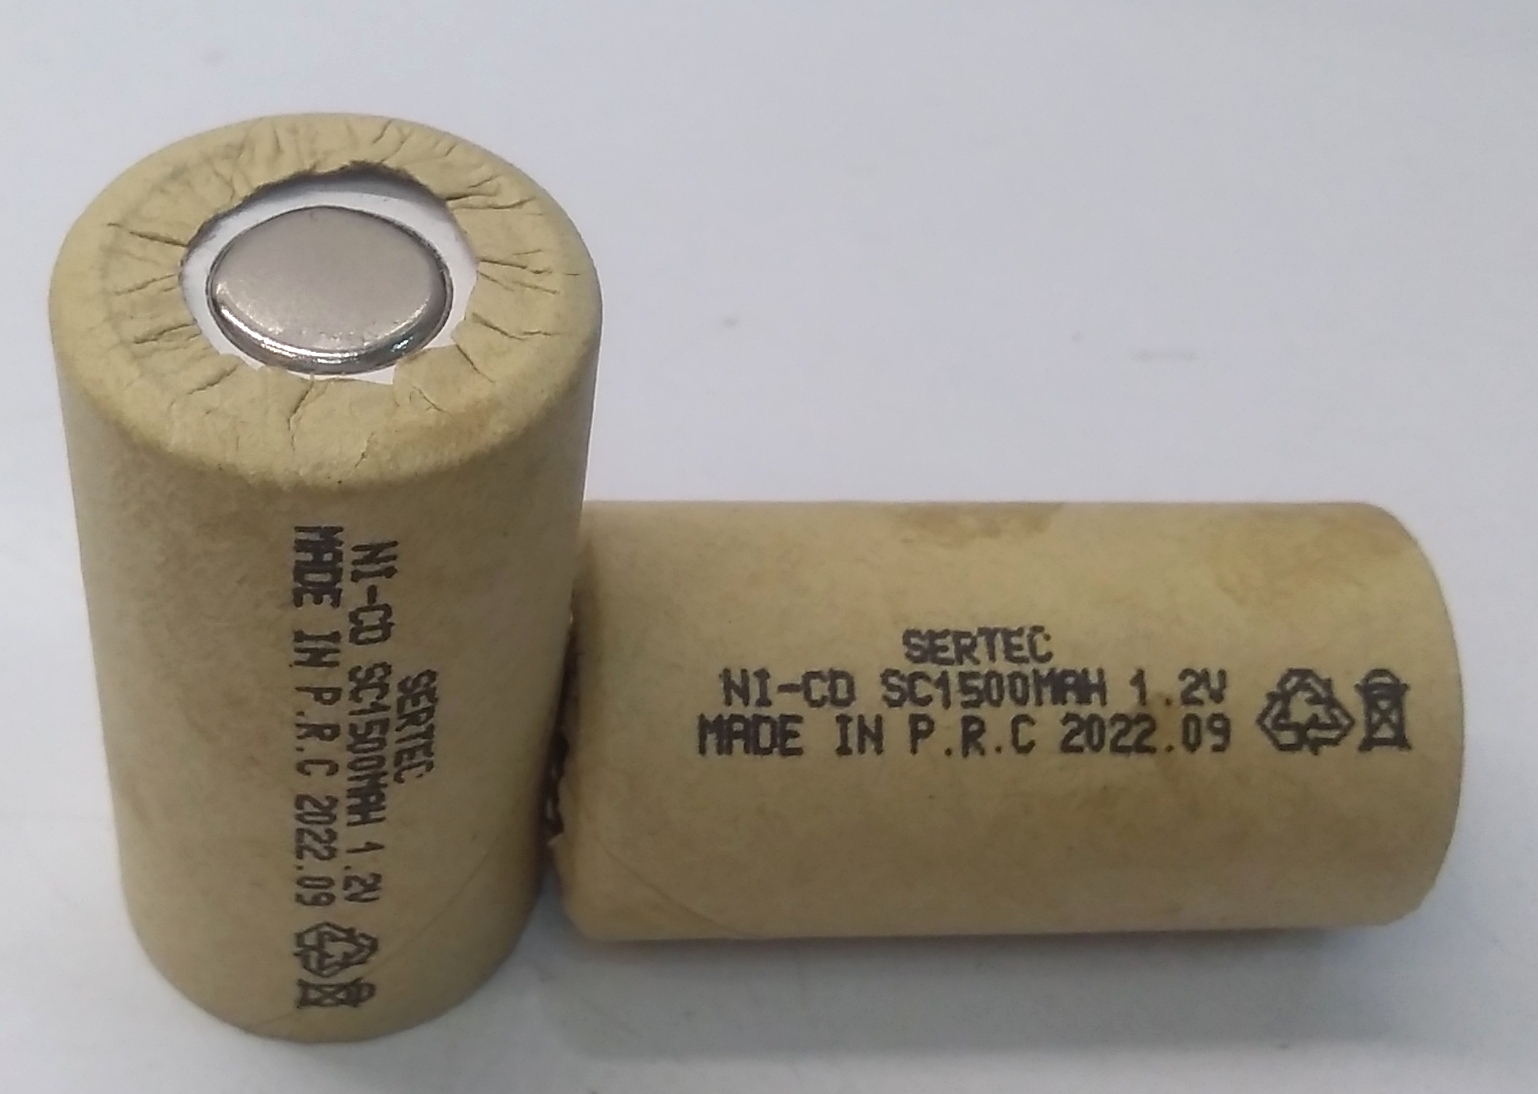 NI-CD SC1500MAH 1.2V
MADE IN P.R.C 2022.09
SERTEC
SERTEC
NI-CD SC1500MAH 1.2V
MADE IN P.R.C 2022.09